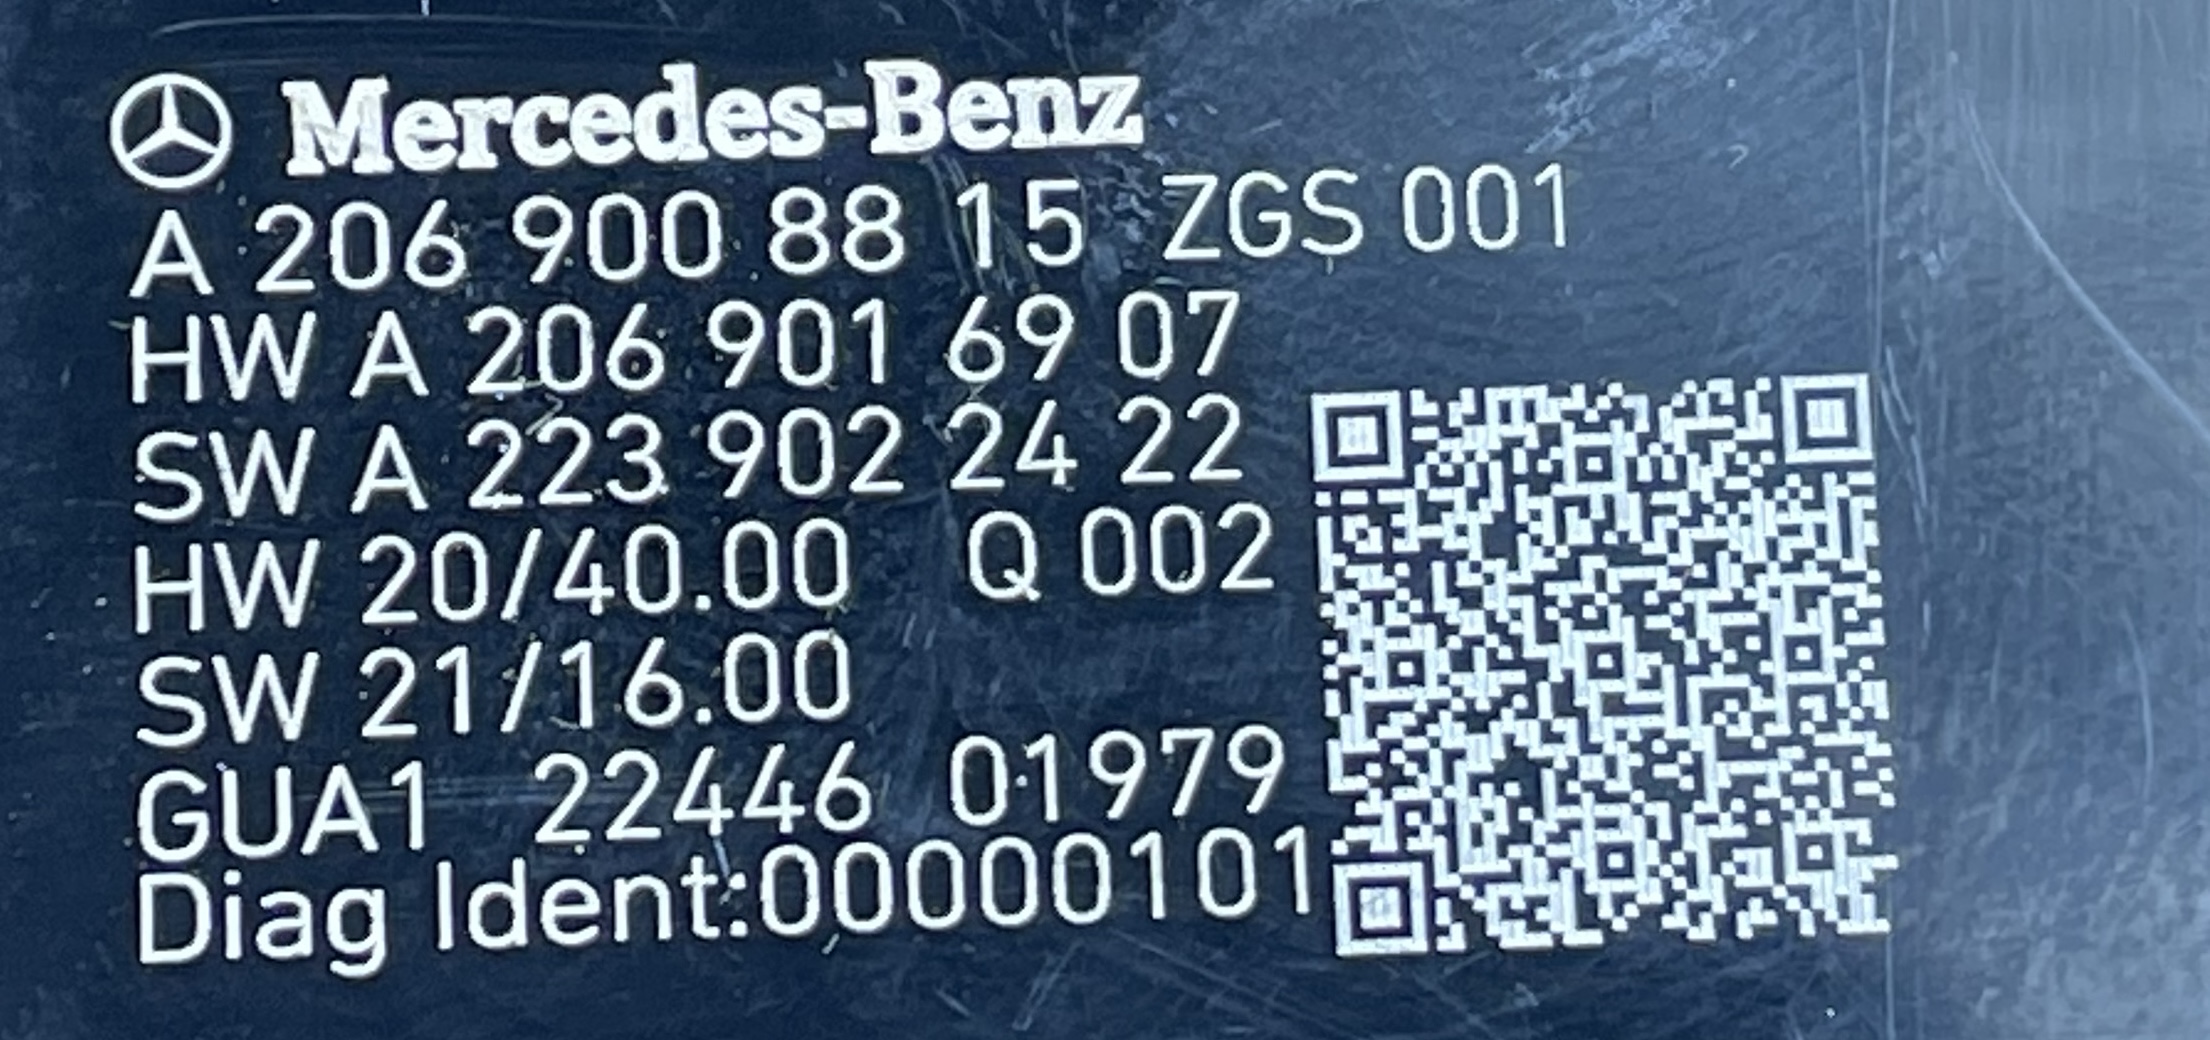 Mercedes-Benz
A 206 900 88 15 ZGS 001
HW A 206 901 69 07
SW A 223 902 24 22
HW 20/40.00 Q 002
SW 21/16.00
GUA1 22446 01979
Diag Ident:00000101